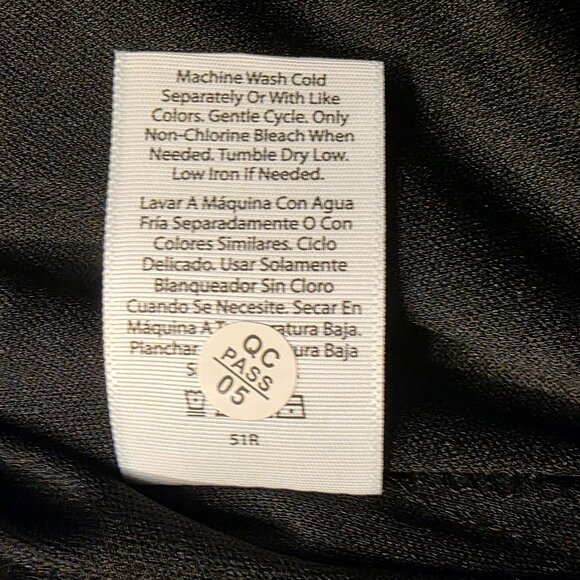 Machine Wash Cold
Separately Or With Like
Colors. Gentle Cycle. Only
Non-Chlorine Bleach When
Needed. Tumble Dry Low.
Low Iron If Needed.
Lavar A Máquina Con Agua
Fría Separadamente O Con
Colores Similares. Ciclo
Delicado. Usar Solamente
Blanqueador Sin Cloro
Cuando Se Necesite. Secar En
Máquina A Baja.
Planchar Baja
QC
PASS
05
51R